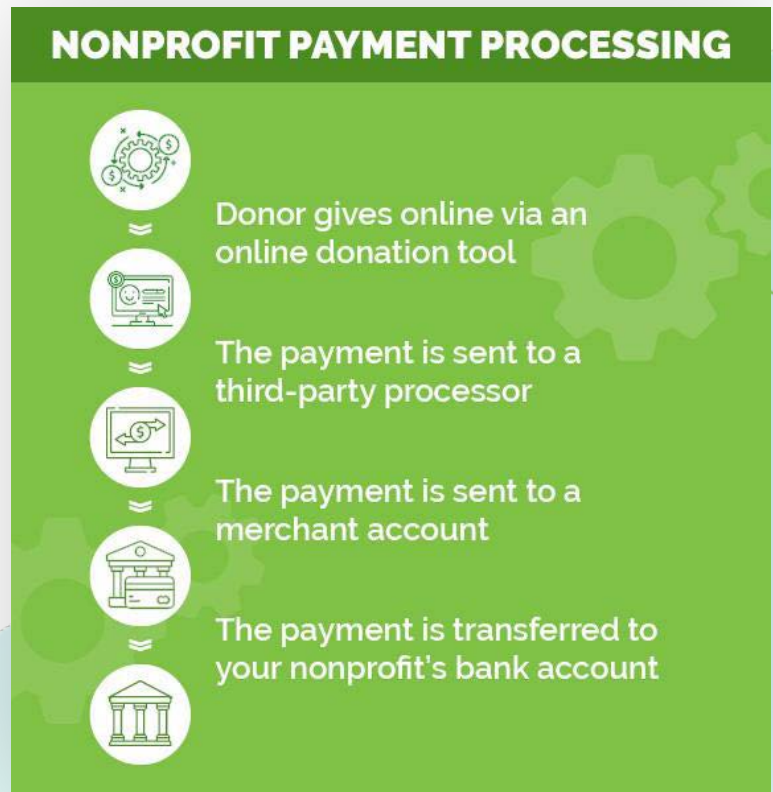 NONPROFIT PAYMENT PROCESSING
Donor gives online via an
online donation tool
The payment is sent to a
third-party processor
The payment is sent to a
merchant account
The payment is transferred to
your nonprofit's bank account